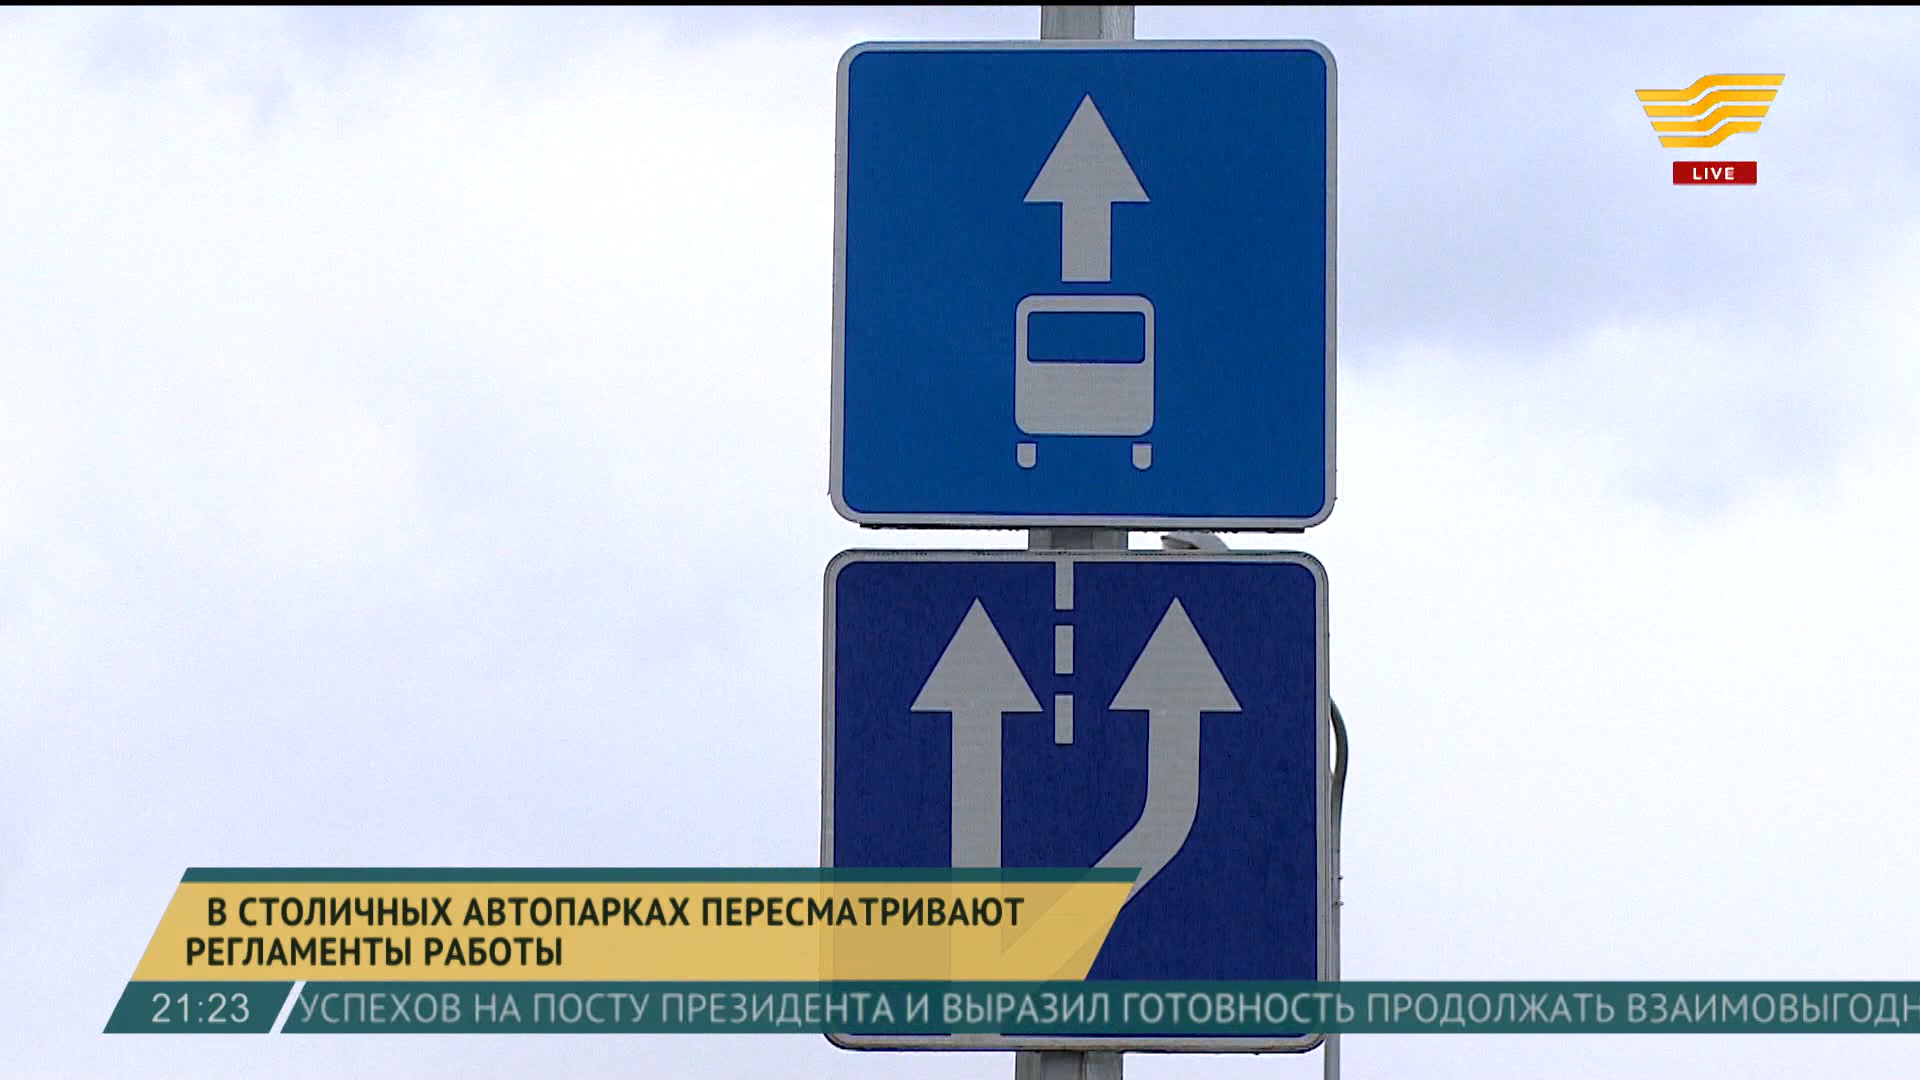 LIVE
В СТОЛИЧНЫХ АВТОПАРКАХ ПЕРЕСМАТРИВАЮТ
РЕГЛАМЕНТЫ РАБОТЫ
21:23 УСПЕХОВ НА ПОСТУ ПРЕЗИДЕНТА И ВЫРАЗИЛ ГОТОВНОСТЬ ПРОДОЛЖАТЬ ВЗАИМОВЫГОДН